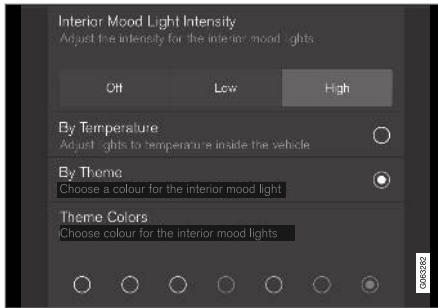 Interior Mood Light Intensity
Adjust the intensity for the interior mood lights
Off Low High
By Temperature
Adjust lights to temperature inside the vehicle
By Theme
Choose a colour for the interior mood light
Theme Colors
Choose colour for the interior mood lights
G063282